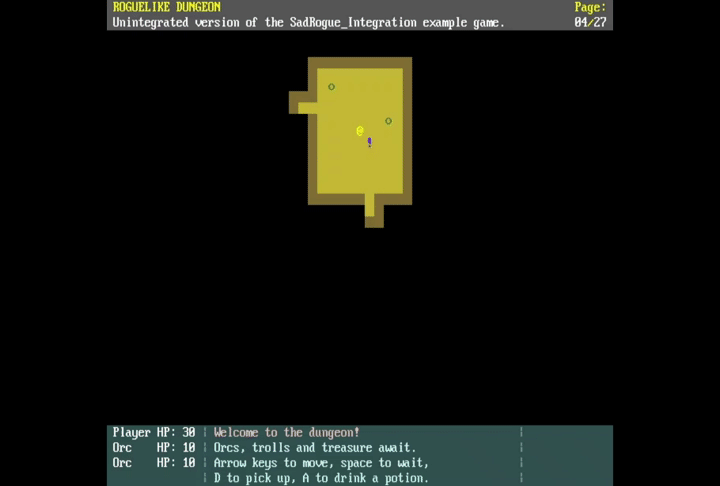 ROGUELIKE DUNGEON Page:
Unintegrated version of the SadRogue_Integration example game. 04/27
o
o
@
!
Player HP: 30 | Welcome to the dungeon! |
Orc HP: 10 | Orcs, trolls and treasure await. |
Orc HP: 10 | Arrow keys to move, space to wait, |
| D to pick up, A to drink a potion. |